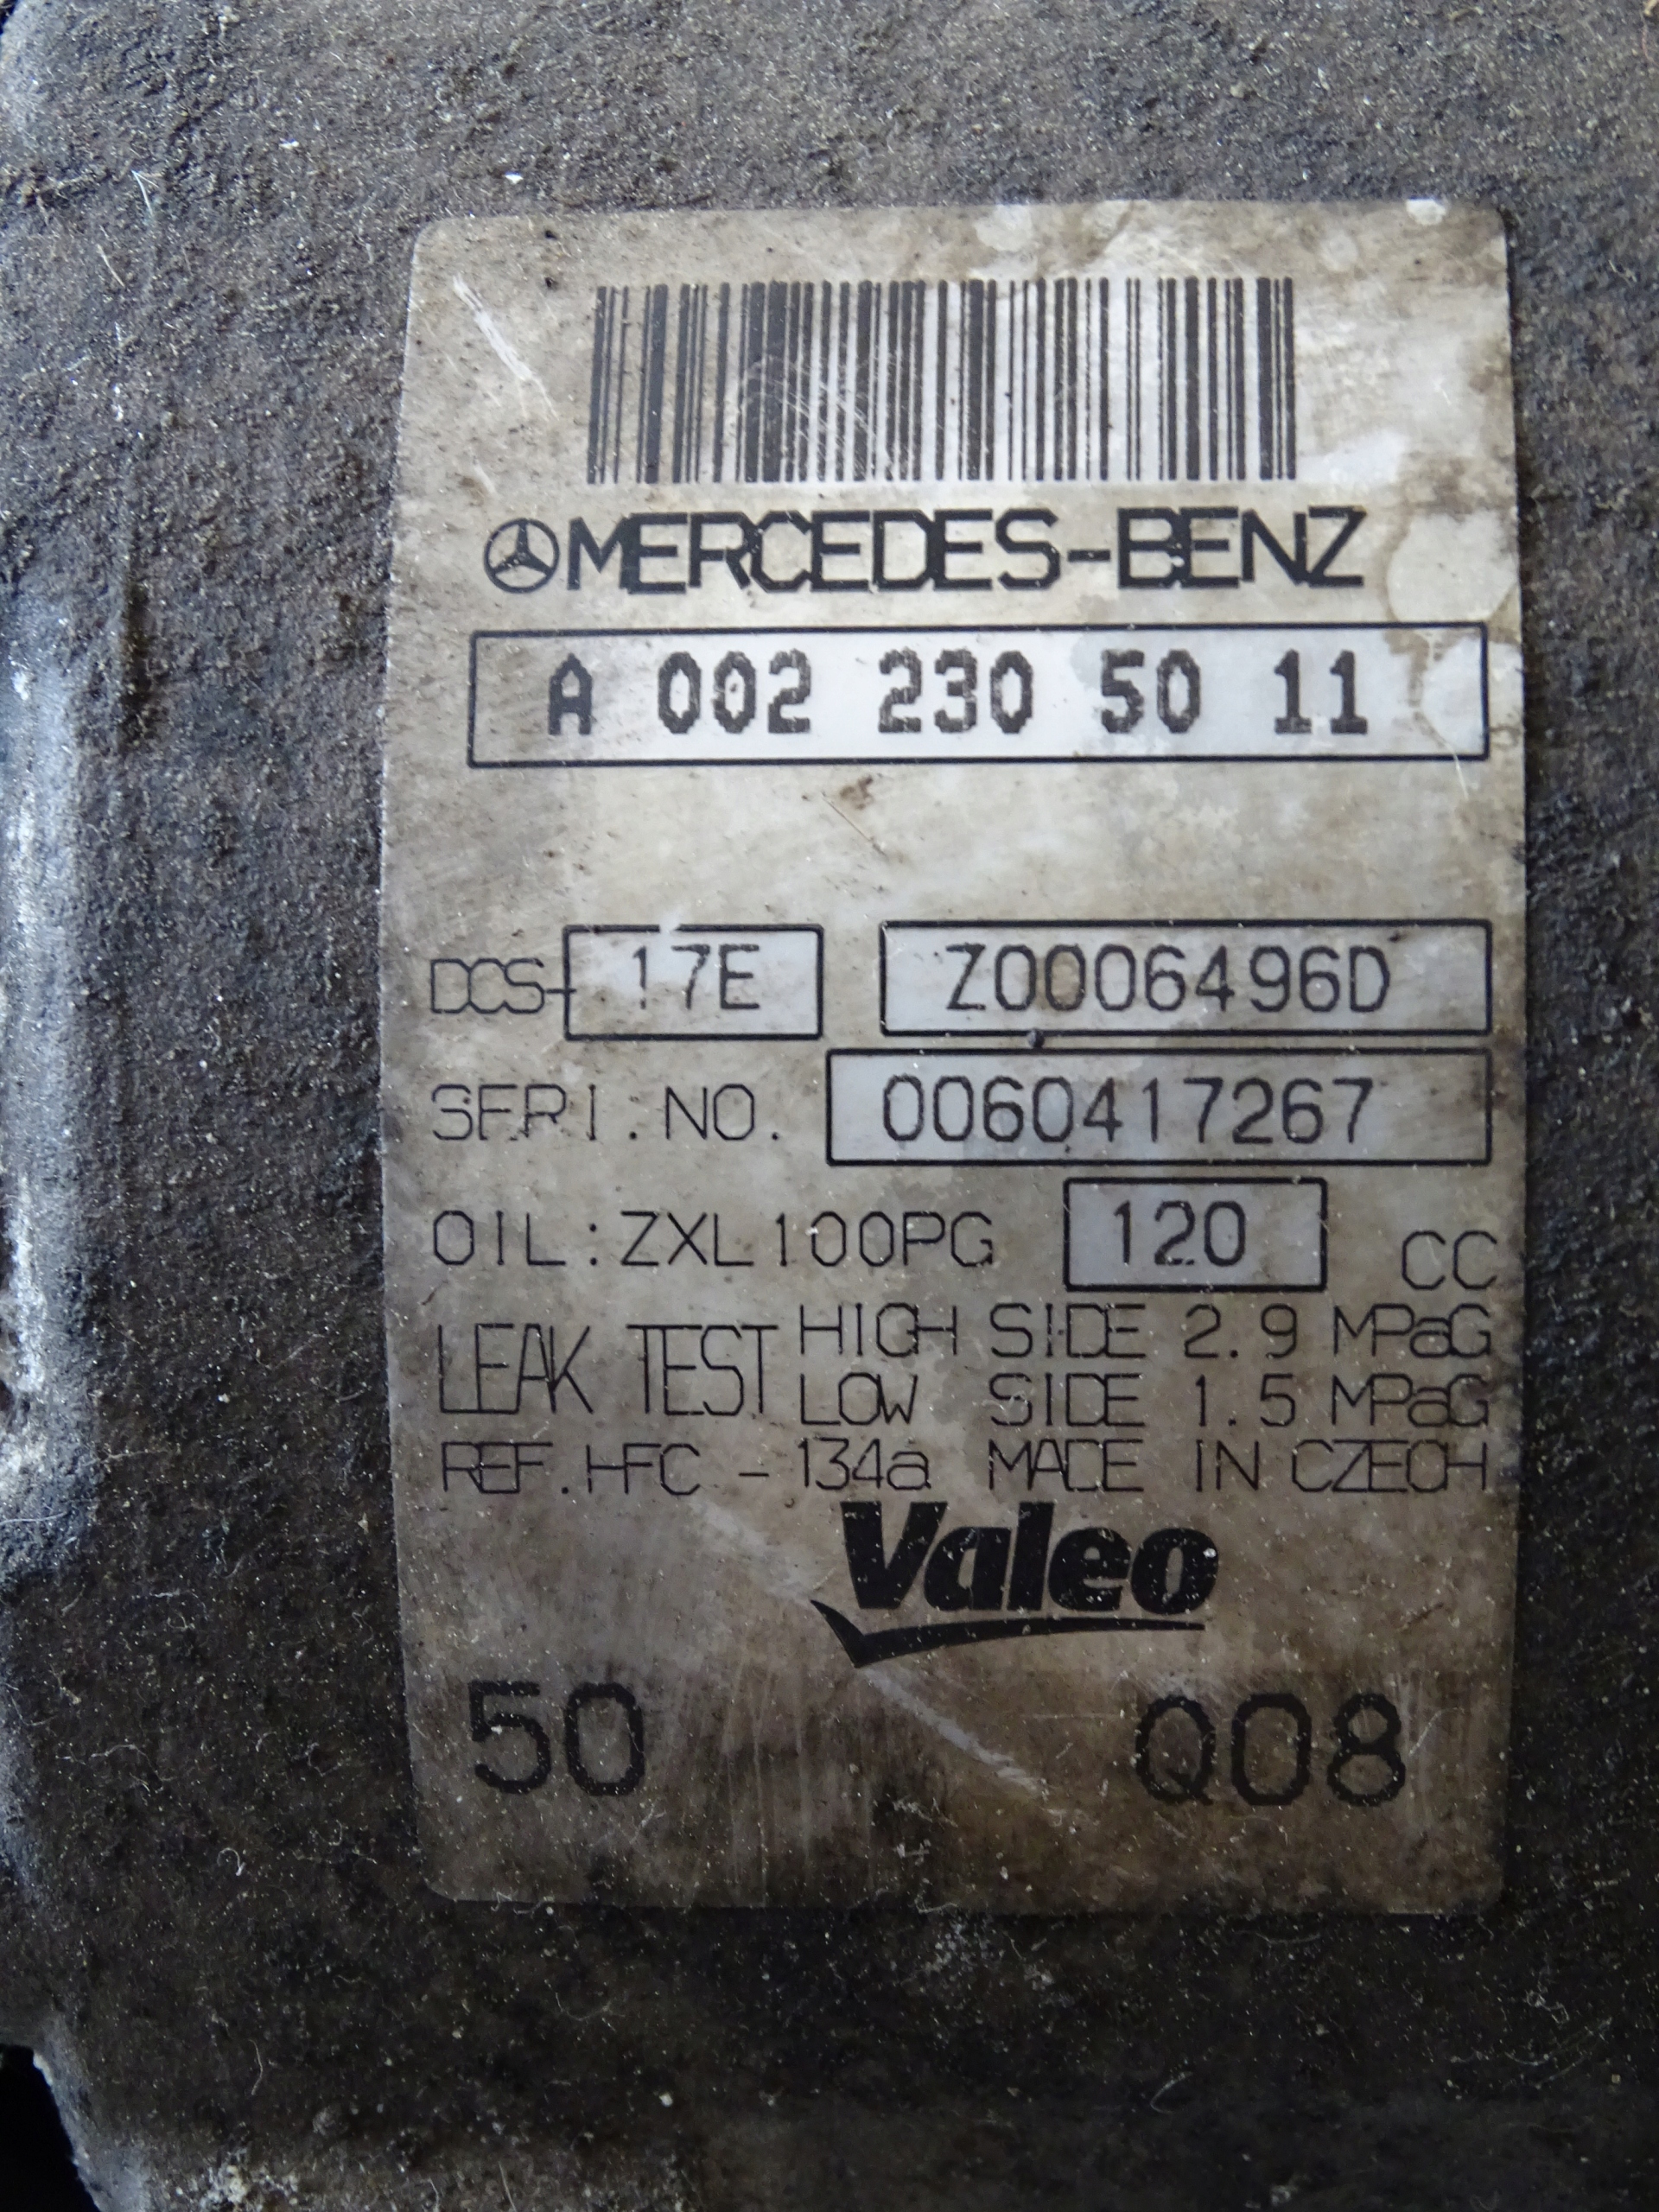 MERCEDES-BENZ
A 002 230 50 11
DCS- 17E Z0006496D
SERI.NO. 0060417267
OIL:ZXL100PG 120 CC
LEAK TEST HIGH SIDE 2.9 MPaG
LOW SIDE 1.5 MPaG
REF.HFC-134a MADE IN CZECH
Valeo
50 Q08